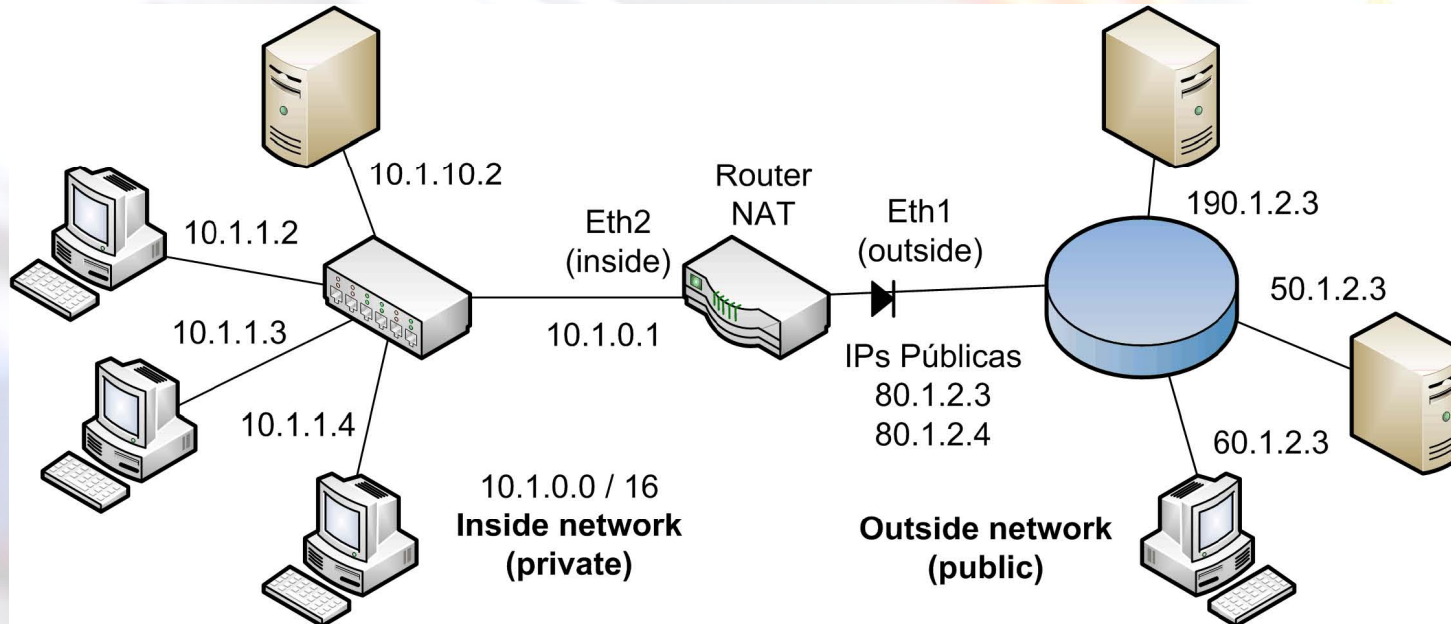 10.1.10.2
10.1.1.2
10.1.1.3
10.1.1.4
10.1.0.0 / 16
Inside network
(private)
Eth2
(inside)
10.1.0.1
Router
NAT
Eth1
(outside)
IPs Públicas
80.1.2.3
80.1.2.4
190.1.2.3
50.1.2.3
60.1.2.3
Outside network
(public)